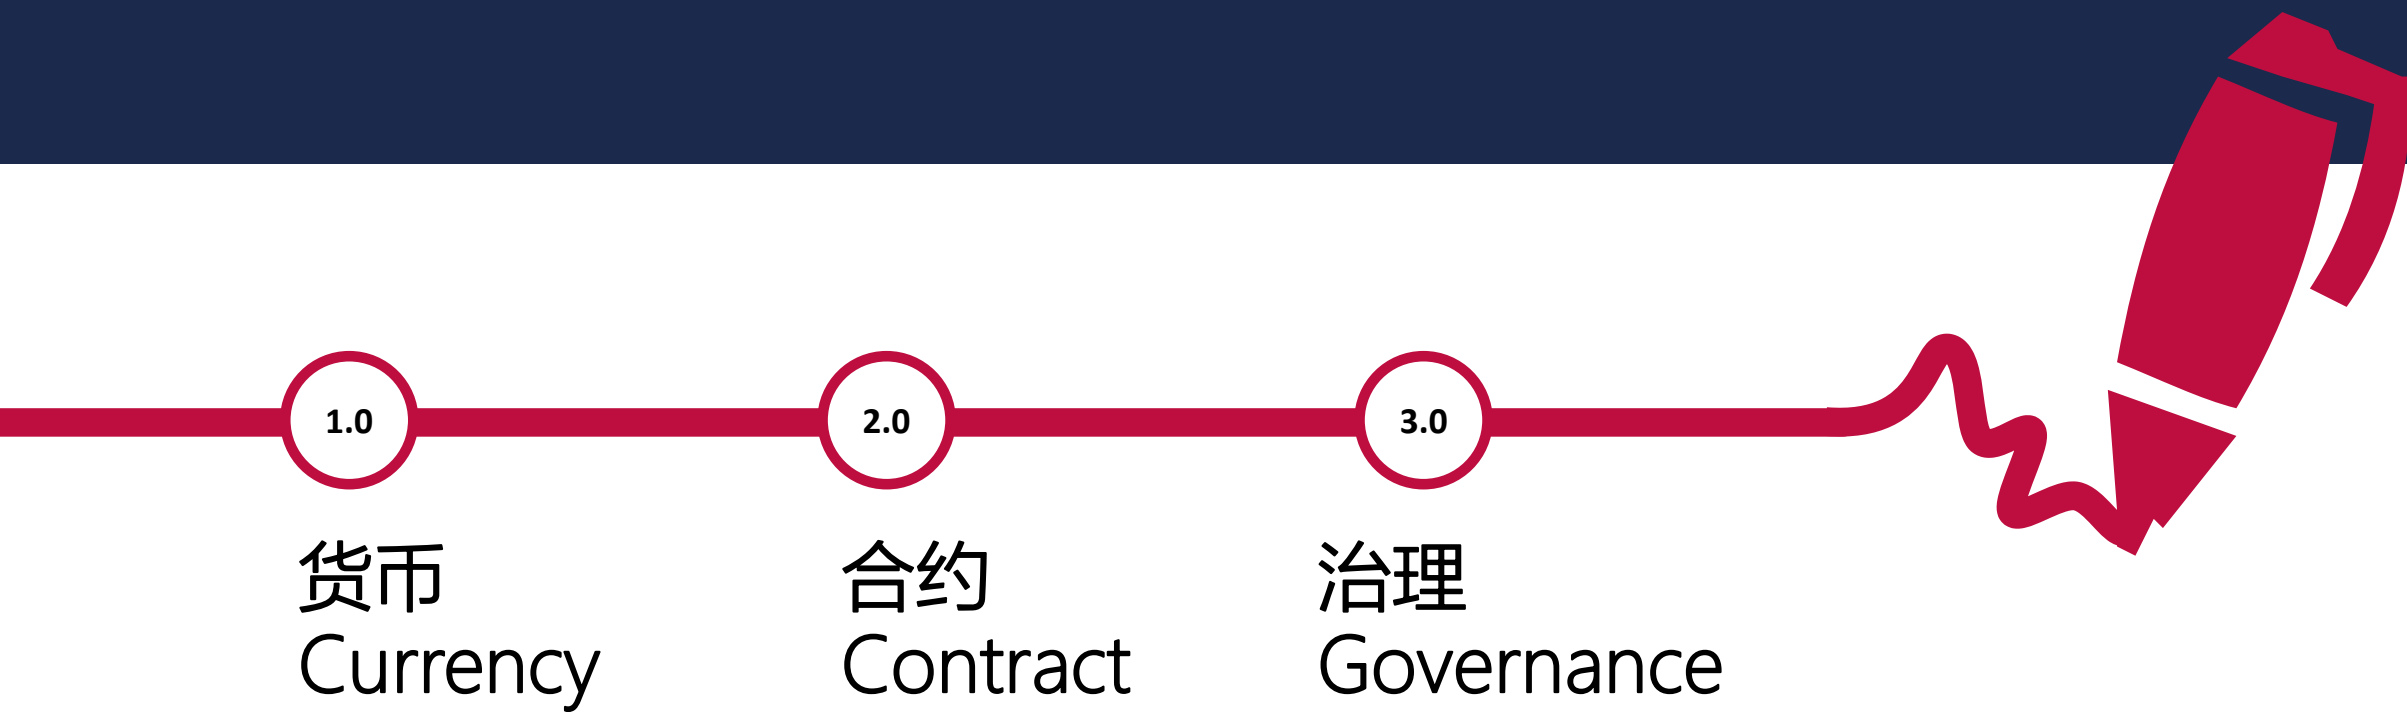 1.0
2.0
3.0
货币
Currency
合约
Contract
治理
Governance